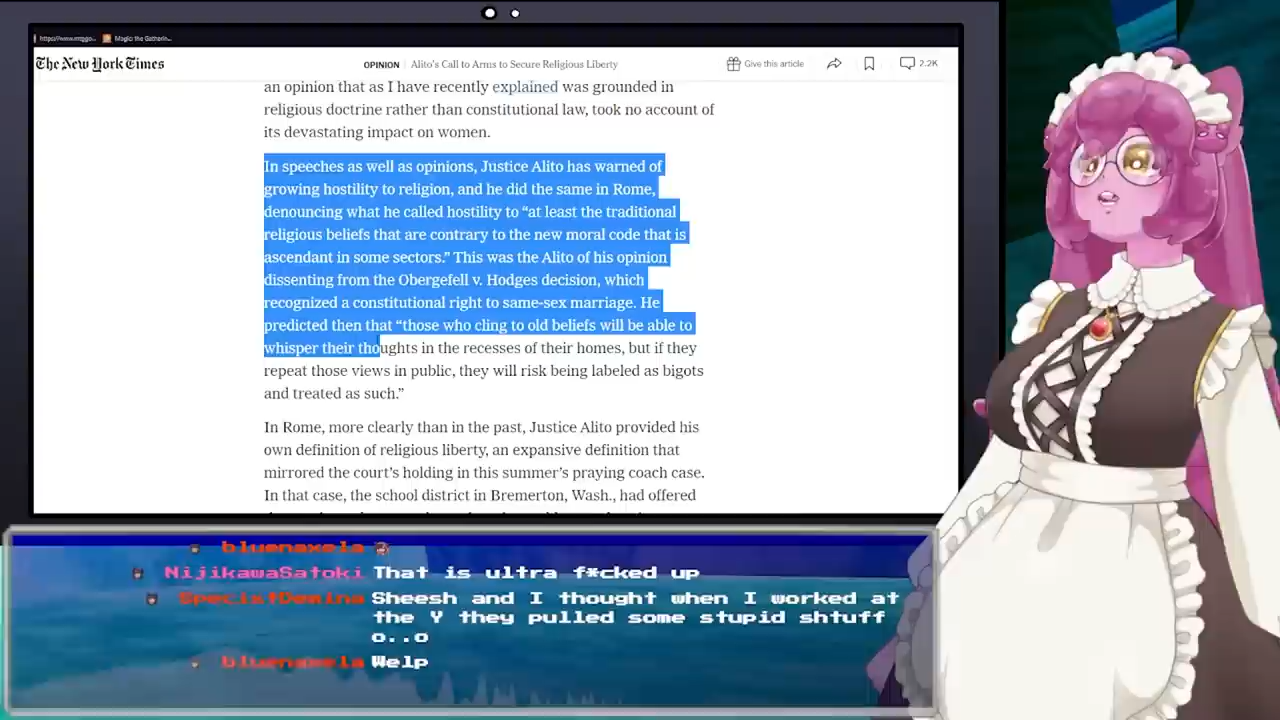 https://www.mtggo...
Magic: the Gatherin...
The New York Times
OPINION | Alito's Call to Arms to Secure Religious Liberty
Give this article
2.2K
an opinion that as I have recently explained was grounded in
religious doctrine rather than constitutional law, took no account of
its devastating impact on women.
In speeches as well as opinions, Justice Alito has warned of
growing hostility to religion, and he did the same in Rome,
denouncing what he called hostility to “at least the traditional
religious beliefs that are contrary to the new moral code that is
ascendant in some sectors.” This was the Alito of his opinion
dissenting from the Obergefell v. Hodges decision, which
recognized a constitutional right to same-sex marriage. He
predicted then that “those who cling to old beliefs will be able to
whisper their thoughts in the recesses of their homes, but if they
repeat those views in public, they will risk being labeled as bigots
and treated as such.”
In Rome, more clearly than in the past, Justice Alito provided his
own definition of religious liberty, an expansive definition that
mirrored the court's holding in this summer's praying coach case.
In that case, the school district in Bremerton, Wash., had offered
bluenaxela
NijikawaSatoki That is ultra f*cked up
Sheesh and I thought when I worked at
the Y they pulled some stupid shtuff
o..o
bluenaxela Welp